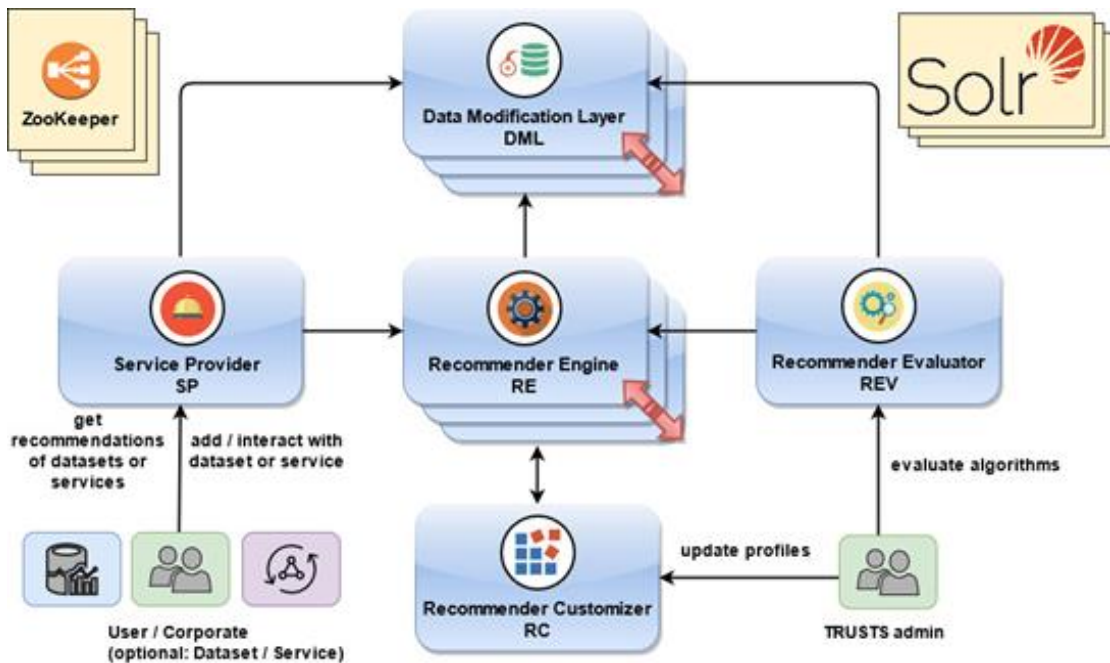 ZooKeeper
Data Modification Layer
DML
Solr
Service Provider
SP
Recommender Engine
RE
Recommender Evaluator
REV
get
recommendations
of datasets or
services
add / interact with
dataset or service
evaluate algorithms
update profiles
Recommender Customizer
RC
User / Corporate
(optional: Dataset / Service)
TRUSTS admin